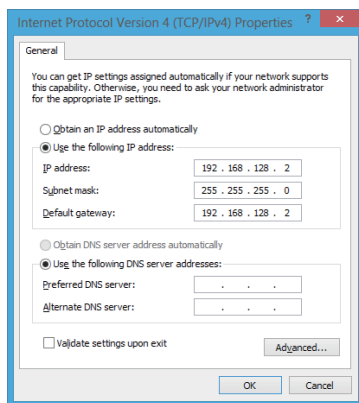 Internet Protocol Version 4 (TCP/IPv4) Properties ? ×
General
You can get IP settings assigned automatically if your network supports
this capability. Otherwise, you need to ask your network administrator
for the appropriate IP settings.
Obtain an IP address automatically
Use the following IP address:
IP address: 192 . 168 . 128 . 2
Subnet mask: 255 . 255 . 255 . 0
Default gateway: 192 . 168 . 128 . 2
Obtain DNS server address automatically
Use the following DNS server addresses:
Preferred DNS server: . . .
Alternate DNS server: . . .
Validate settings upon exit
Advanced...
OK Cancel